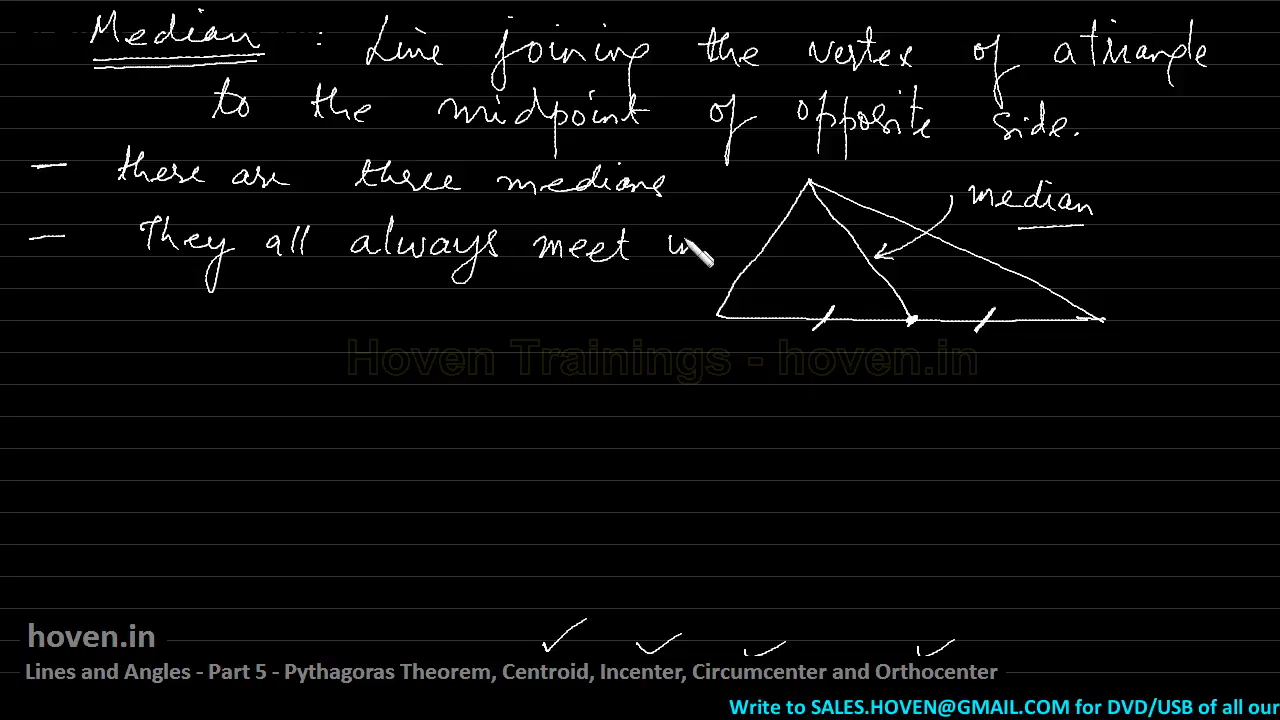 Median : Line joining the vertex of a triangle
to the midpoint of opposite side.
- there are three medians
median
- They all always meet
Hoven Trainings - hoven.in
hoven.in
Lines and Angles - Part 5 - Pythagoras Theorem, Centroid, Incenter, Circumcenter and Orthocenter
Write to SALES.HOVEN@GMAIL.COM for DVD/USB of all our